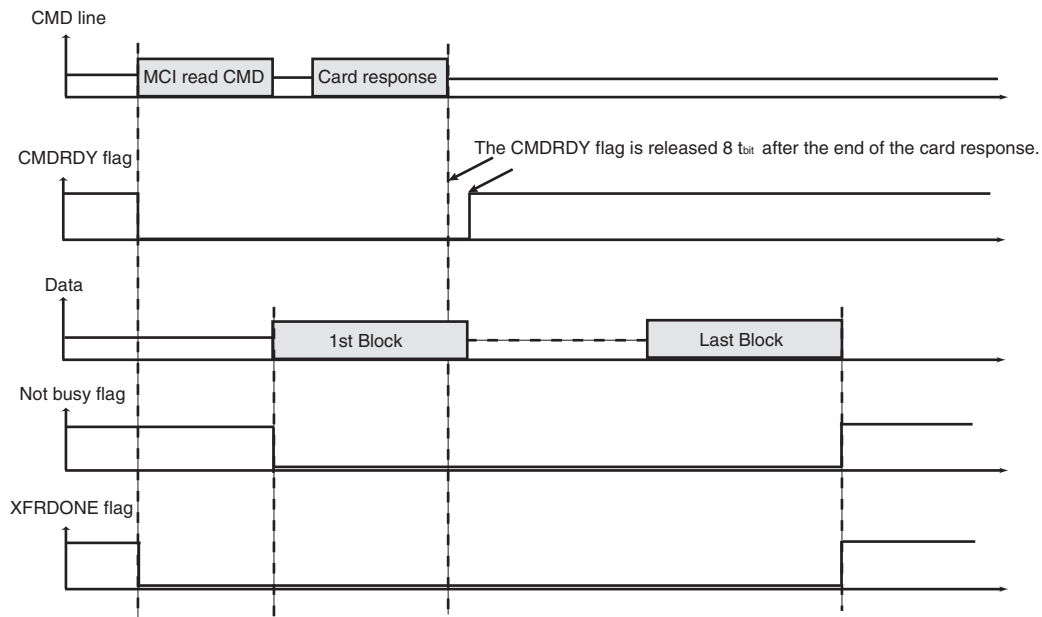 CMD line
MCI read CMD
Card response
The CMDRDY flag is released 8 tbit after the end of the card response.
CMDRDY flag
Data
1st Block
Last Block
Not busy flag
XFRDONE flag